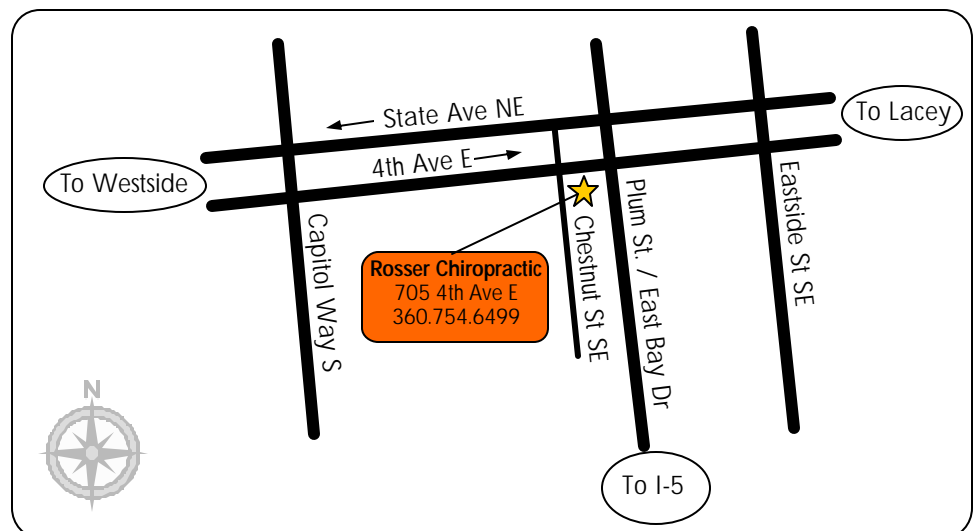 State Ave NE
To Lacey
4th Ave E
To Westside
Capitol Way S
Rosser Chiropractic
705 4th Ave E
360.754.6499
Chestnut St SE
Plum St. / East Bay Dr
Eastside St SE
N
To I-5